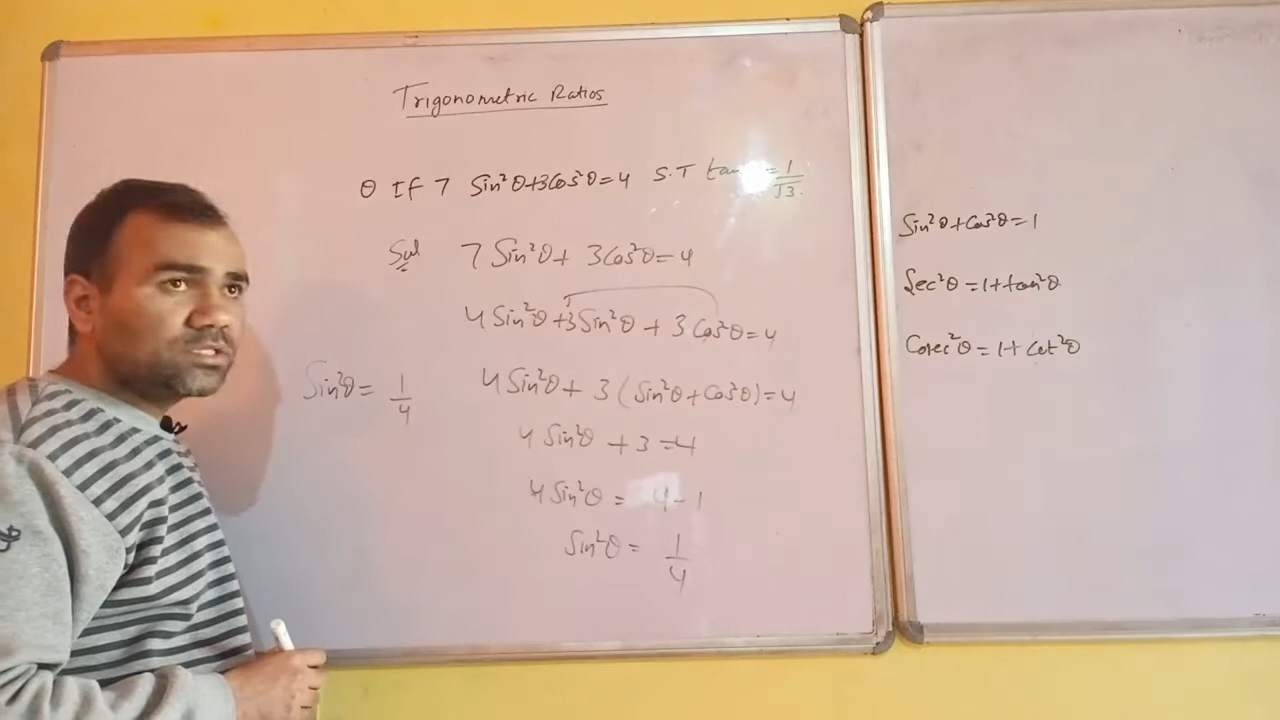 Trigonometric Ratios
⊙ If 7 Sin²θ+3Cos²θ=4 S.T tan = 1/√3.
Sol 7 Sin²θ + 3Cos²θ = 4
4 Sin²θ + 3 Sin²θ + 3 Cos²θ = 4
4 Sin²θ + 3 (Sin²θ + Cos²θ) = 4
4 Sin²θ + 3 = 4
4 Sin²θ = 4 - 1
Sin²θ = 1/4
Sin²θ = 1/4
Sin²θ + Cos²θ = 1
Sec²θ = 1 + tan²θ
Cosec²θ = 1 + Cot²θ